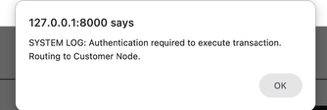 127.0.0.1:8000 says
SYSTEM LOG: Authentication required to execute transaction.
Routing to Customer Node.
OK